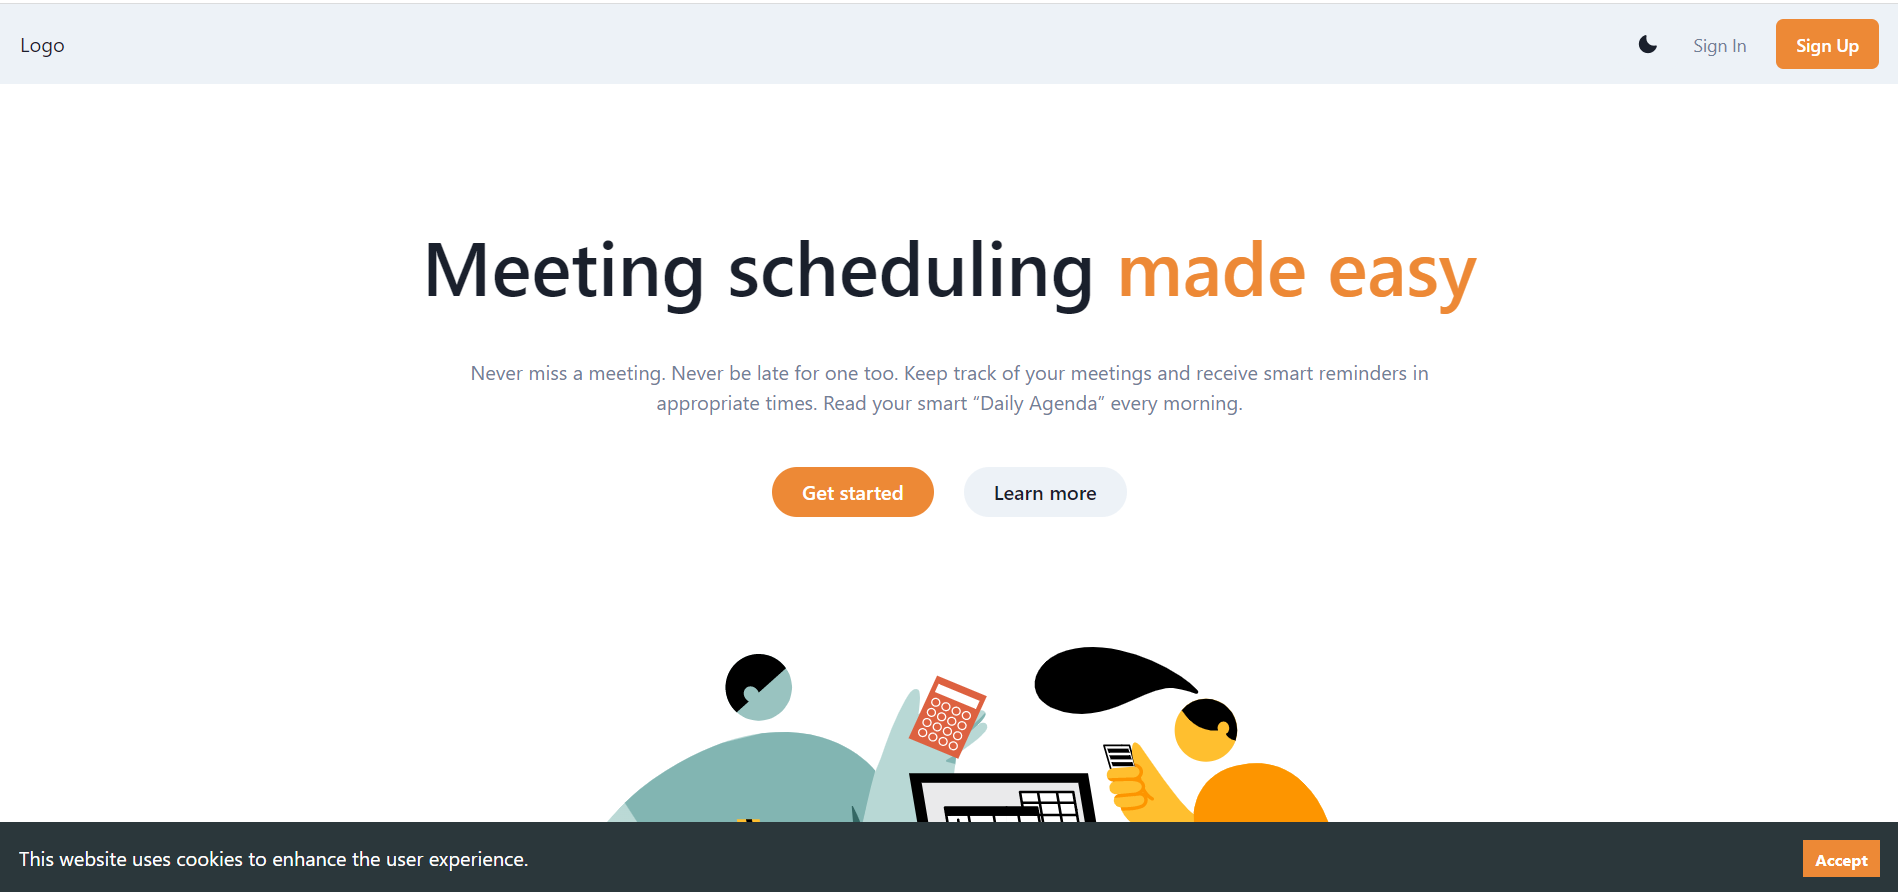 Logo
Sign In
Sign Up
Meeting scheduling made easy
Never miss a meeting. Never be late for one too. Keep track of your meetings and receive smart reminders in
appropriate times. Read your smart “Daily Agenda” every morning.
Get started
Learn more
This website uses cookies to enhance the user experience.
Accept